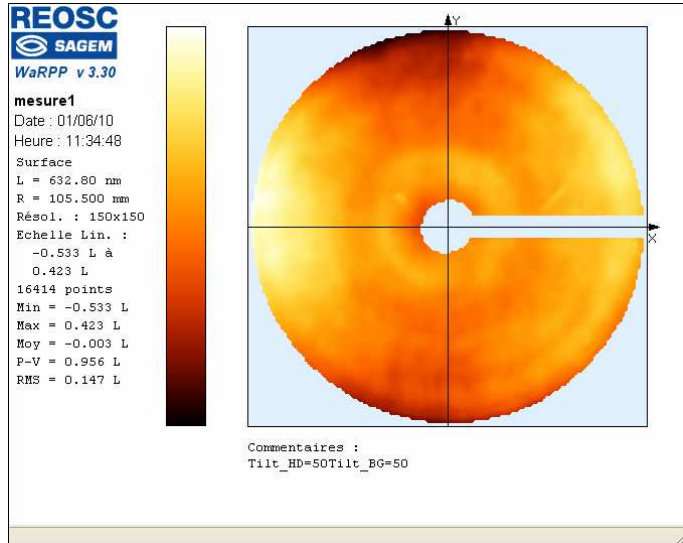 REOSC
SAGEM
WaRPP v 3.30
mesure1
Date : 01/06/10
Heure : 11:34:48
Surface
L = 632.80 nm
R = 105.500 mm
Résol. : 150x150
Echelle Lin. :
-0.533 L à
0.423 L
16414 points
Min = -0.533 L
Max = 0.423 L
Moy = -0.003 L
P-V = 0.956 L
RMS = 0.147 L
Y
X
Commentaires :
Tilt_HD=50Tilt_BG=50